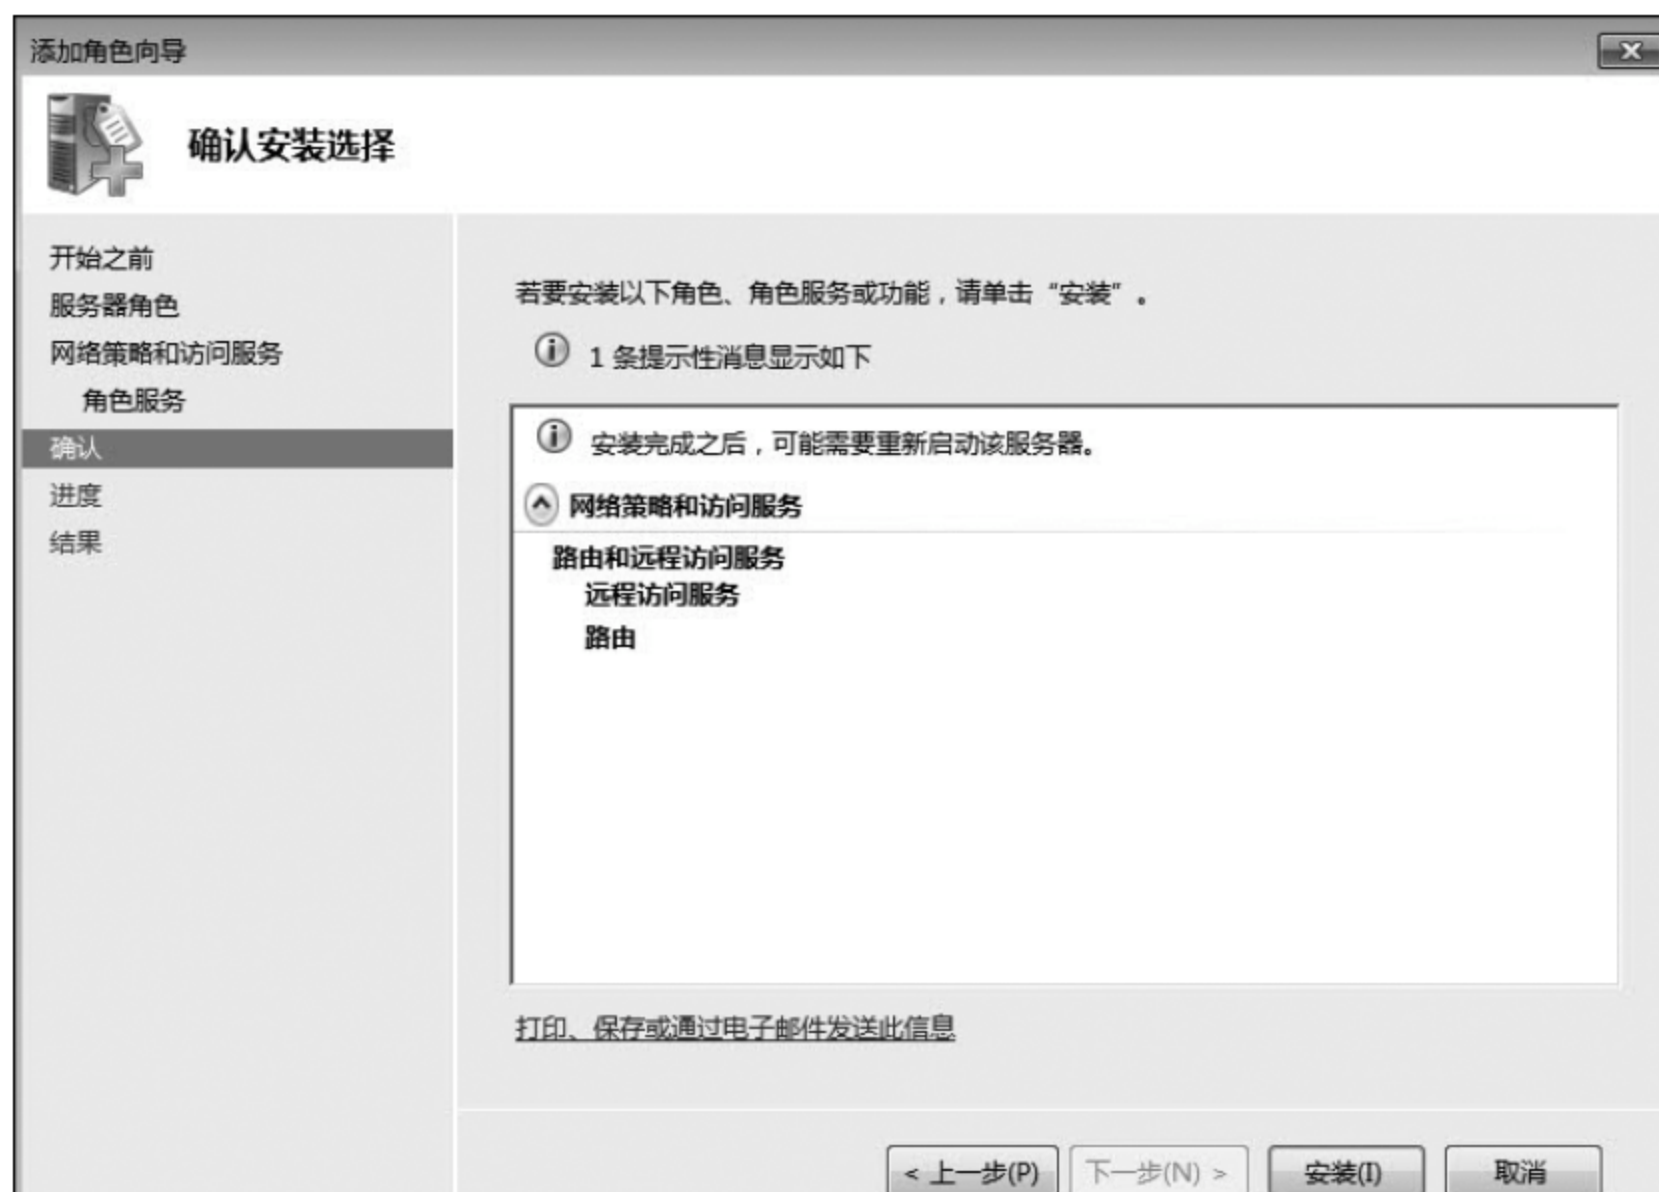 添加角色向导
确认安装选择
开始之前
服务器角色
网络策略和访问服务
角色服务
确认
进度
结果
若要安装以下角色、角色服务或功能，请单击“安装”。
1 条提示性消息显示如下
安装完成之后，可能需要重新启动该服务器。
网络策略和访问服务
路由和远程访问服务
远程访问服务
路由
打印、保存或通过电子邮件发送此信息
< 上一步(P)
下一步(N) >
安装(I)
取消